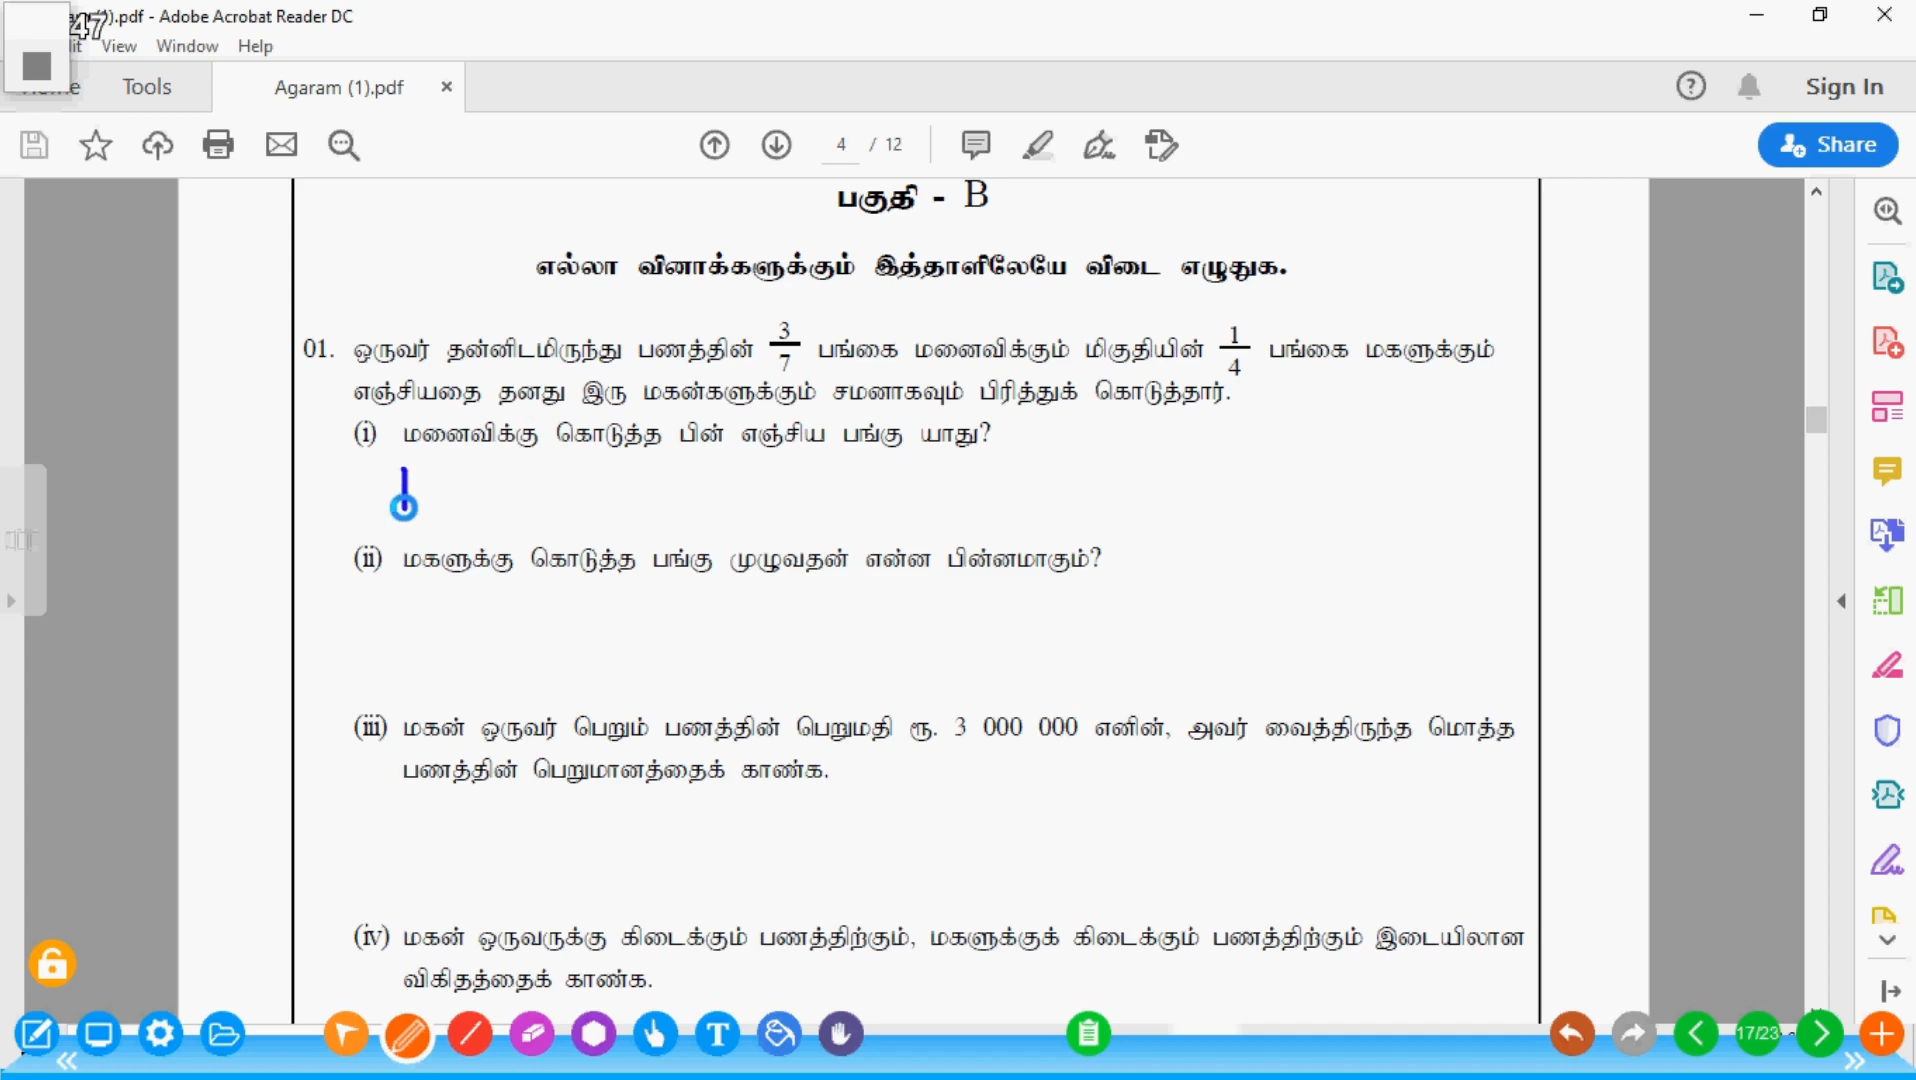 47
).pdf - Adobe Acrobat Reader DC
View Window Help
Tools
Agaram (1).pdf
Sign In
4 / 12
Share
பகுதி - B
எல்லா வினாக்களுக்கும் இத்தாளிலேயே விடை எழுதுக.
01. ஒருவர் தன்னிடமிருந்து பணத்தின் 3/7 பங்கை மனைவிக்கும் மிகுதியின் 1/4 பங்கை மகளுக்கும்
எஞ்சியதை தனது இரு மகன்களுக்கும் சமனாகவும் பிரித்துக் கொடுத்தார்.
(i) மனைவிக்கு கொடுத்த பின் எஞ்சிய பங்கு யாது?
(ii) மகளுக்கு கொடுத்த பங்கு முழுவதன் என்ன பின்னமாகும்?
(iii) மகன் ஒருவர் பெறும் பணத்தின் பெறுமதி ரூ. 3 000 000 எனின், அவர் வைத்திருந்த மொத்த
பணத்தின் பெறுமானத்தைக் காண்க.
(iv) மகன் ஒருவருக்கு கிடைக்கும் பணத்திற்கும், மகளுக்குக் கிடைக்கும் பணத்திற்கும் இடையிலான
விகிதத்தைக் காண்க.
T
17/23